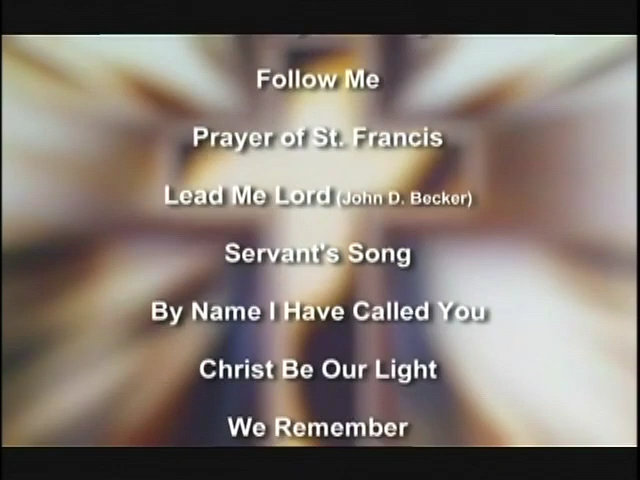 Follow Me
Prayer of St. Francis
Lead Me Lord (John D. Becker)
Servant's Song
By Name I Have Called You
Christ Be Our Light
We Remember